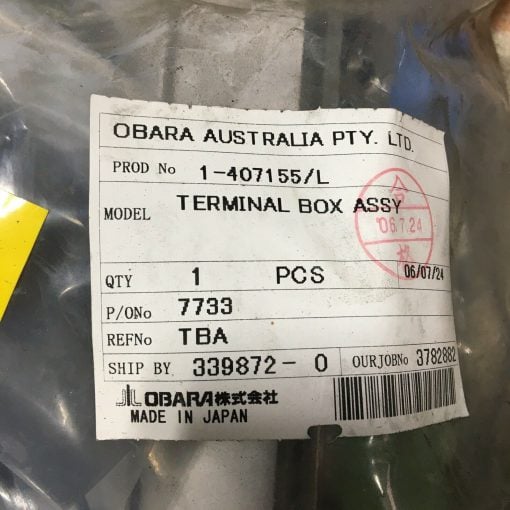 OBARA AUSTRALIA PTY. LTD.
PROD No 1-407155/L
MODEL TERMINAL BOX ASSY
合
'06.7.24
格
QTY 1 PCS 06/07/24
P/ONo 7733
REFNo TBA
SHIP BY 339872-0 OURJOBNo 3782882
OBARA株式会社
MADE IN JAPAN